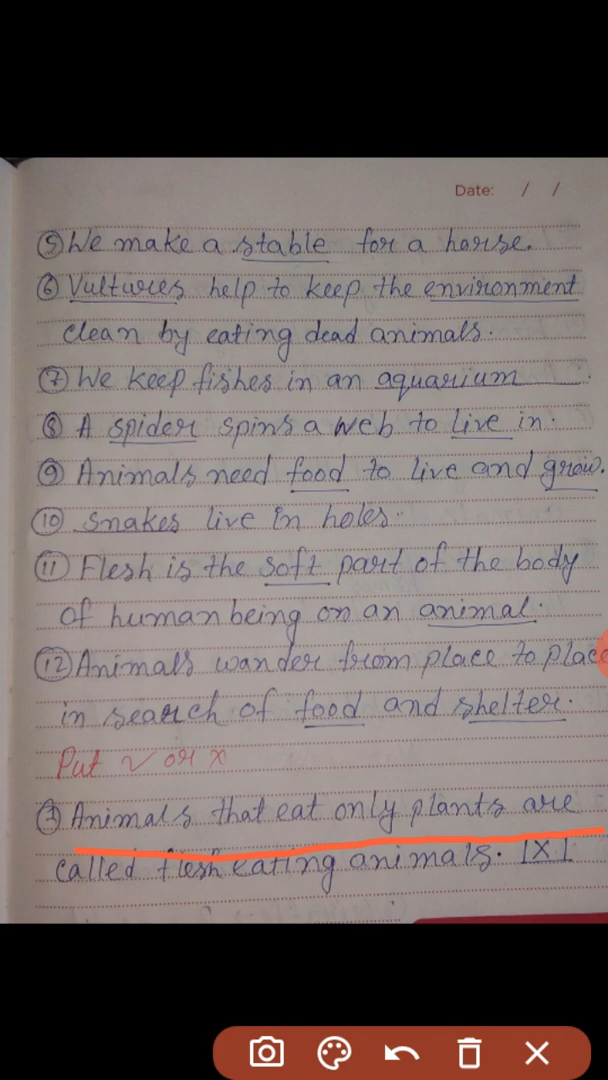 Date: / /
⑤ We make a stable for a horse.
⑥ Vultures help to keep the environment
clean by eating dead animals.
⑦ We keep fishes in an aquarium.
⑧ A spider spins a web to live in.
⑨ Animals need food to live and grow.
⑩ Snakes live in holes.
⑪ Flesh is the soft part of the body
of human being or an animal.
⑫ Animals wander from place to place
in search of food and shelter.
Put √ or x
① Animals that eat only plants are
called flesh eating animals. [X]